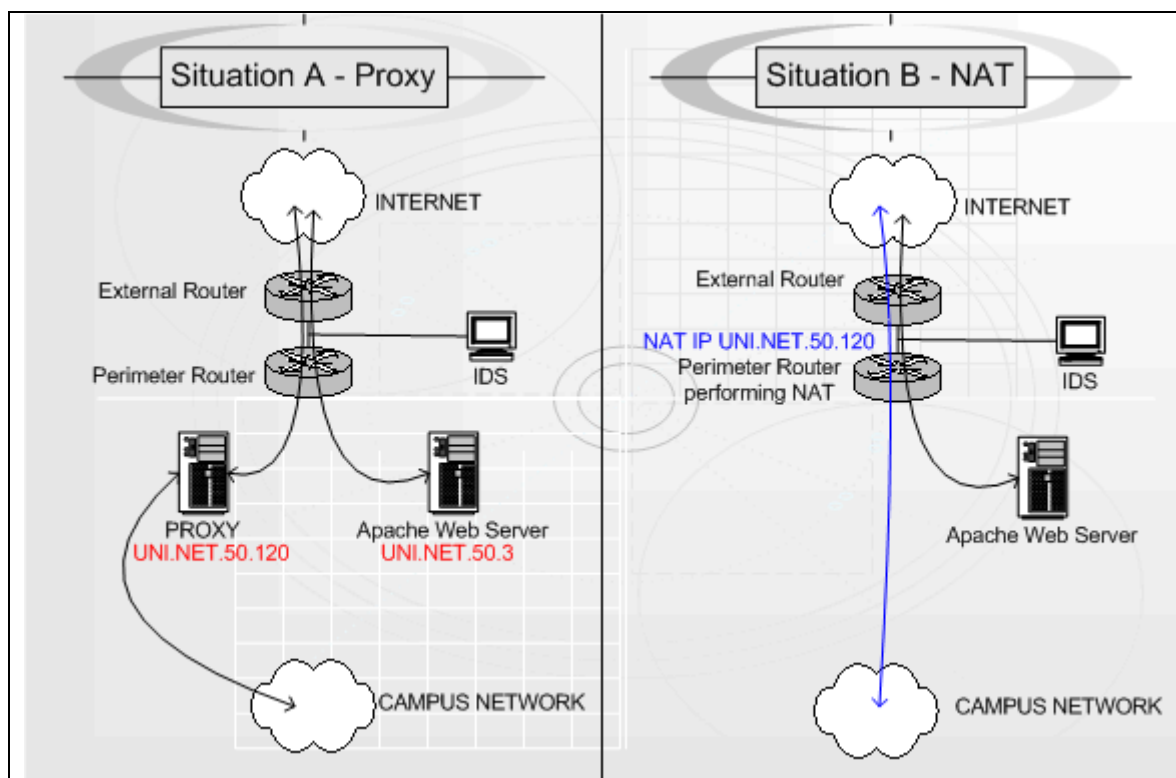 Situation A - Proxy
INTERNET
External Router
Perimeter Router
IDS
PROXY
UNI.NET.50.120
Apache Web Server
UNI.NET.50.3
CAMPUS NETWORK
Situation B - NAT
INTERNET
External Router
NAT IP UNI.NET.50.120
Perimeter Router
performing NAT
IDS
Apache Web Server
CAMPUS NETWORK